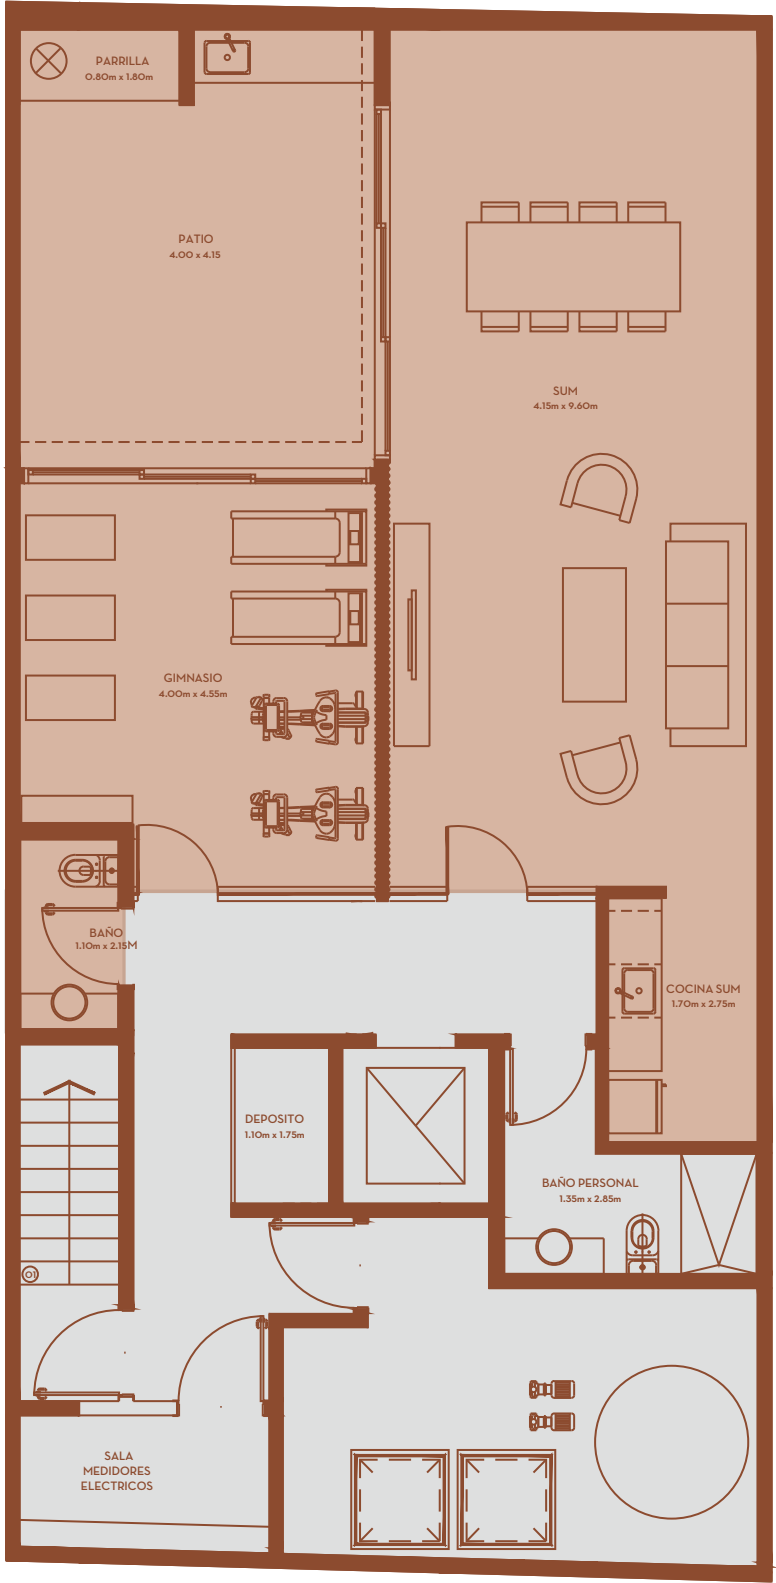 PARRILLA
0.80m x 1.80m
PATIO
4.00 x 4.15
SUM
4.15m x 9.60m
GIMNASIO
4.00m x 4.55m
BAÑO
1.10m x 2.15M
COCINA SUM
1.70m x 2.75m
DEPOSITO
1.10m x 1.75m
BAÑO PERSONAL
1.35m x 2.85m
01
SALA
MEDIDORES
ELECTRICOS